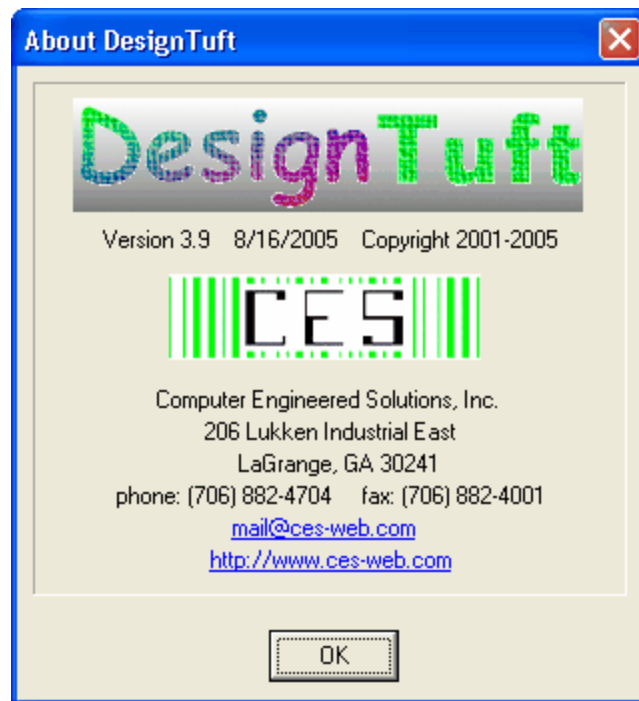 About DesignTuft
DesignTuft
Version 3.9 8/16/2005 Copyright 2001-2005
CES
Computer Engineered Solutions, Inc.
206 Lukken Industrial East
LaGrange, GA 30241
phone: (706) 882-4704 fax: (706) 882-4001
mail@ces-web.com
http://www.ces-web.com
OK